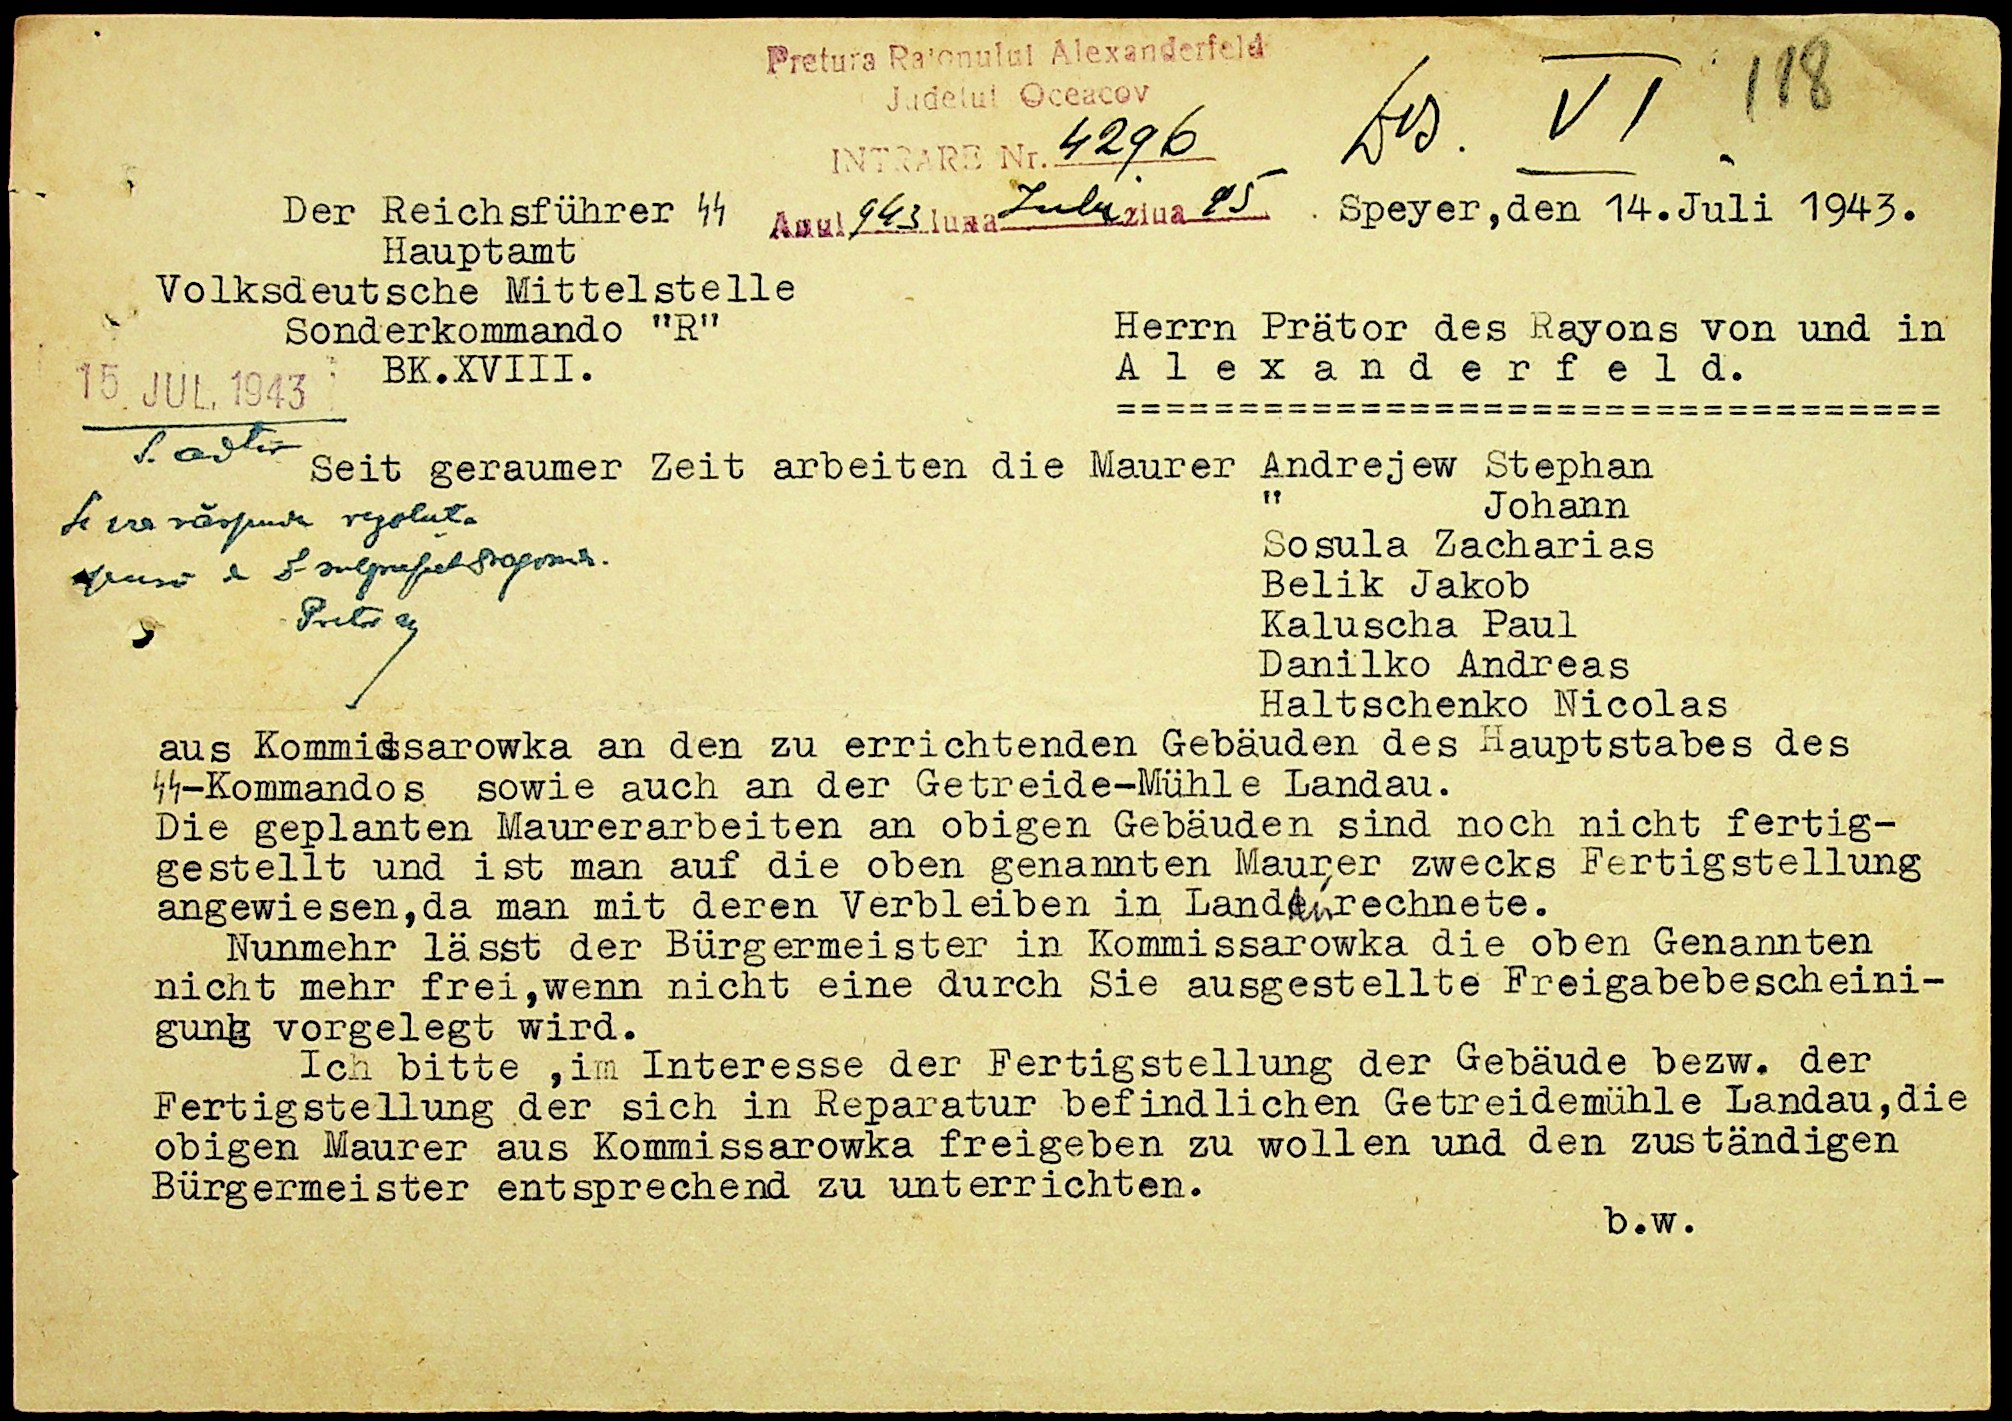 Pretura Raionului Alexanderfeld
Județul Oceacov
INTRARE Nr. 4296
Anul 943 luna Iulie ziua 15
Dos. VI
118
Der Reichsführer SS
Hauptamt
Volksdeutsche Mittelstelle
Sonderkommando "R"
BK.XVIII.
Speyer,den 14.Juli 1943.
Herrn Prätor des Rayons von und in
A l e x a n d e r f e l d.
==================================
15. JUL. 1943
Se va răspunde
Pretor
Seit geraumer Zeit arbeiten die Maurer Andrejew Stephan
" Johann
Sosula Zacharias
Belik Jakob
Kaluscha Paul
Danilko Andreas
Haltschenko Nicolas
aus Kommissarowka an den zu errichtenden Gebäuden des Hauptstabes des
SS-Kommandos sowie auch an der Getreide-Mühle Landau.
Die geplanten Maurerarbeiten an obigen Gebäuden sind noch nicht fertig-
gestellt und ist man auf die oben genannten Maurer zwecks Fertigstellung
angewiesen,da man mit deren Verbleiben in Landau rechnete.
Nunmehr lässt der Bürgermeister in Kommissarowka die oben Genannten
nicht mehr frei,wenn nicht eine durch Sie ausgestellte Freigabebescheini-
gung vorgelegt wird.
Ich bitte ,im Interesse der Fertigstellung der Gebäude bezw. der
Fertigstellung der sich in Reparatur befindlichen Getreidemühle Landau,die
obigen Maurer aus Kommissarowka freigeben zu wollen und den zuständigen
Bürgermeister entsprechend zu unterrichten.
b.w.